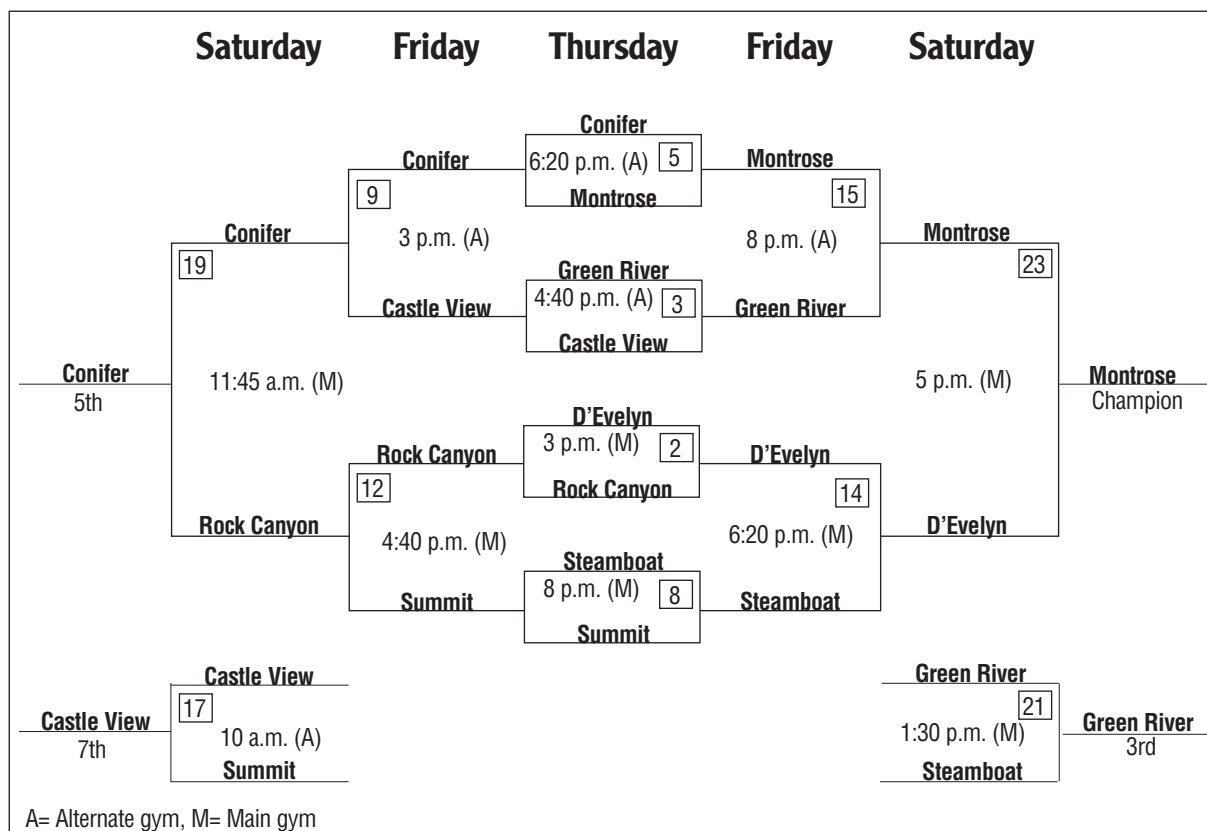 Saturday Friday Thursday Friday Saturday
Conifer
Conifer 6:20 p.m. (A) 5 Montrose
9 Montrose 15
Conifer 3 p.m. (A) 8 p.m. (A) Montrose
19 Green River 23
4:40 p.m. (A) 3
Castle View Green River
Castle View
Conifer 11:45 a.m. (M) 5 p.m. (M) Montrose
5th Champion
D’Evelyn
3 p.m. (M) 2
Rock Canyon D’Evelyn
12 Rock Canyon 14
Rock Canyon D’Evelyn
4:40 p.m. (M) 6:20 p.m. (M)
Steamboat
8 p.m. (M) 8
Summit Steamboat
Summit
Castle View Green River
17 21
Castle View 10 a.m. (A) 1:30 p.m. (M) Green River
7th 3rd
Summit Steamboat
A= Alternate gym, M= Main gym